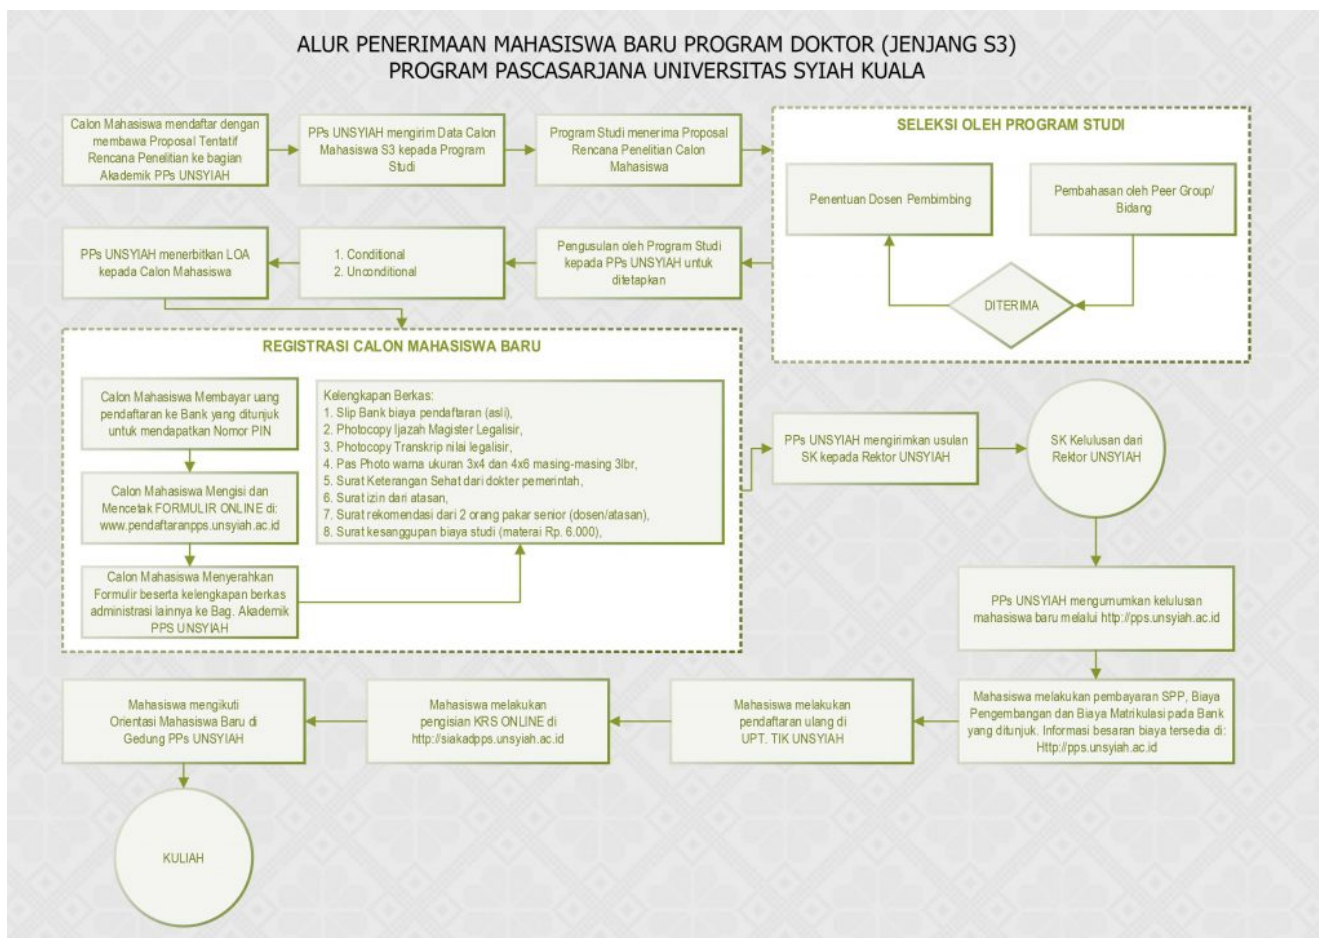 ALUR PENERIMAAN MAHASISWA BARU PROGRAM DOKTOR (JENJANG S3)
PROGRAM PASCASARJANA UNIVERSITAS SYIAH KUALA
Calon Mahasiswa mendaftar dengan
membawa Proposal Tentatif
Rencana Penelitian ke bagian
Akademik PPs UNSYIAH
PPs UNSYIAH mengirim Data Calon
Mahasiswa S3 kepada Program
Studi
Program Studi menerima Proposal
Rencana Penelitian Calon
Mahasiswa
SELEKSI OLEH PROGRAM STUDI
Pembahasan oleh Peer Group/
Bidang
DITERIMA
Penentuan Dosen Pembimbing
Pengusulan oleh Program Studi
kepada PPs UNSYIAH untuk
ditetapkan
1. Conditional
2. Unconditional
PPs UNSYIAH menerbitkan LOA
kepada Calon Mahasiswa
REGISTRASI CALON MAHASISWA BARU
Calon Mahasiswa Membayar uang
pendaftaran ke Bank yang ditunjuk
untuk mendapatkan Nomor PIN
Calon Mahasiswa Mengisi dan
Mencetak FORMULIR ONLINE di:
www.pendaftaranpps.unsyiah.ac.id
Calon Mahasiswa Menyerahkan
Formulir beserta kelengkapan berkas
administrasi lainnya ke Bag. Akademik
PPS UNSYIAH
Kelengkapan Berkas:
1. Slip Bank biaya pendaftaran (asli),
2. Photocopy Ijazah Magister Legalisir,
3. Photocopy Transkrip nilai legalisir,
4. Pas Photo warna ukuran 3x4 dan 4x6 masing-masing 3lbr,
5. Surat Keterangan Sehat dari dokter pemerintah,
6. Surat izin dari atasan,
7. Surat rekomendasi dari 2 orang pakar senior (dosen/atasan),
8. Surat kesanggupan biaya studi (materai Rp. 6.000),
PPs UNSYIAH mengirimkan usulan
SK kepada Rektor UNSYIAH
SK Kelulusan dari
Rektor UNSYIAH
PPs UNSYIAH mengumumkan kelulusan
mahasiswa baru melalui http://pps.unsyiah.ac.id
Mahasiswa melakukan pembayaran SPP, Biaya
Pengembangan dan Biaya Matrikulasi pada Bank
yang ditunjuk. Informasi besaran biaya tersedia di:
Http://pps.unsyiah.ac.id
Mahasiswa melakukan
pendaftaran ulang di
UPT. TIK UNSYIAH
Mahasiswa melakukan
pengisian KRS ONLINE di
http://siakadpps.unsyiah.ac.id
Mahasiswa mengikuti
Orientasi Mahasiswa Baru di
Gedung PPs UNSYIAH
KULIAH